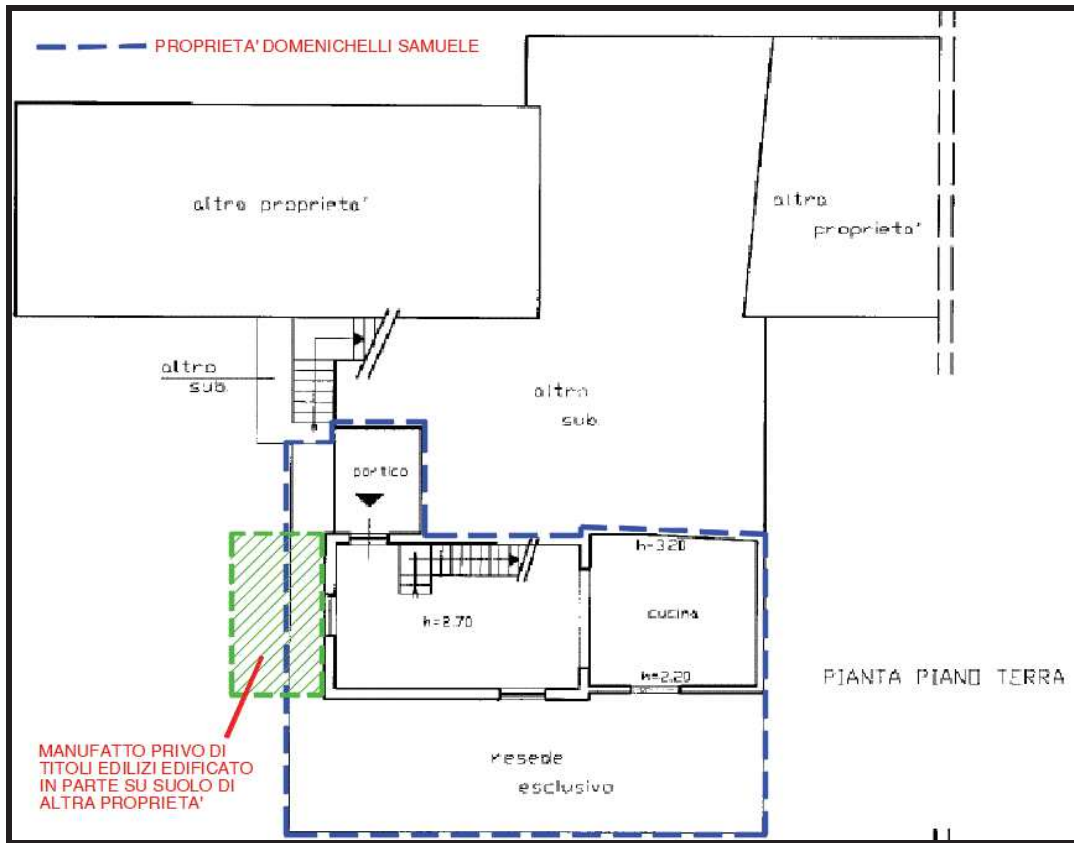 PROPRIETA' DOMENICHELLI SAMUELE
altra proprieta'
altra
proprieta'
altro
sub.
altro
sub.
portico
h=3.20
h=2.70
cucina
h=2.20
PIANTA PIANO TERRA
MANUFATTO PRIVO DI
TITOLI EDILIZI EDIFICATO
IN PARTE SU SUOLO DI
ALTRA PROPRIETA'
resede
esclusivo